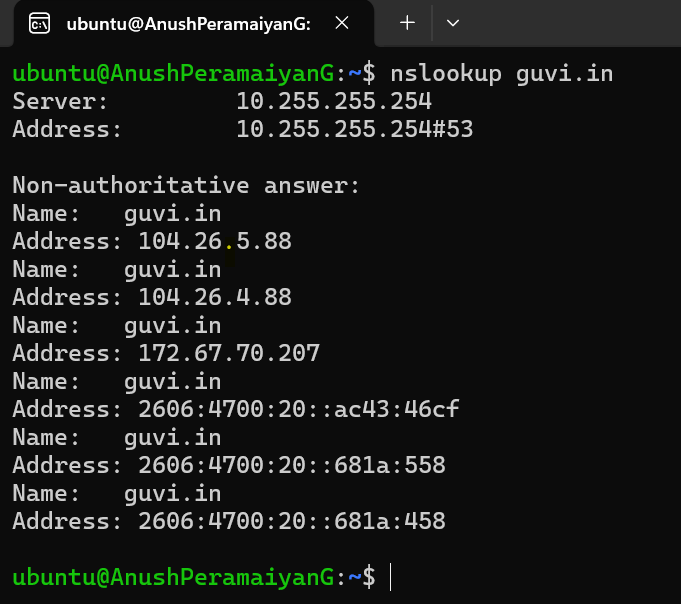 ubuntu@AnushPeramaiyanG:
ubuntu@AnushPeramaiyanG:~$ nslookup guvi.in
Server:         10.255.255.254
Address:        10.255.255.254#53

Non-authoritative answer:
Name:   guvi.in
Address: 104.26.5.88
Name:   guvi.in
Address: 104.26.4.88
Name:   guvi.in
Address: 172.67.70.207
Name:   guvi.in
Address: 2606:4700:20::ac43:46cf
Name:   guvi.in
Address: 2606:4700:20::681a:558
Name:   guvi.in
Address: 2606:4700:20::681a:458

ubuntu@AnushPeramaiyanG:~$